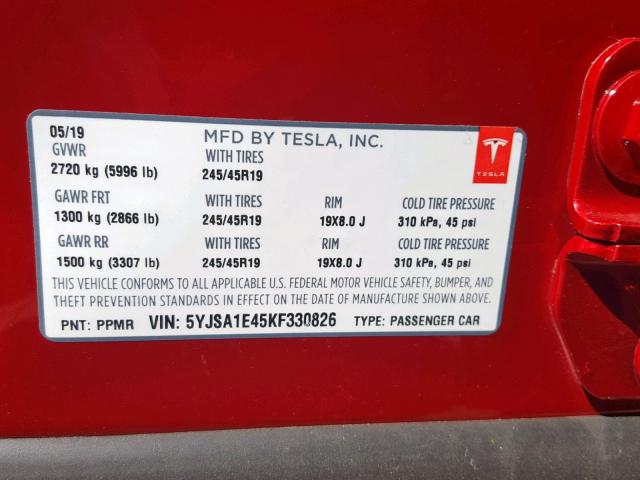 05/19 MFD BY TESLA, INC.
GVWR WITH TIRES
2720 kg (5996 lb) 245/45R19
TESLA
GAWR FRT WITH TIRES RIM COLD TIRE PRESSURE
1300 kg (2866 lb) 245/45R19 19X8.0 J 310 kPa, 45 psi
GAWR RR WITH TIRES RIM COLD TIRE PRESSURE
1500 kg (3307 lb) 245/45R19 19X8.0 J 310 kPa, 45 psi
THIS VEHICLE CONFORMS TO ALL APPLICABLE U.S. FEDERAL MOTOR VEHICLE SAFETY, BUMPER, AND
THEFT PREVENTION STANDARDS IN EFFECT ON THE DATE OF MANUFACTURE SHOWN ABOVE.
PNT: PPMR VIN: 5YJSA1E45KF330826 TYPE: PASSENGER CAR